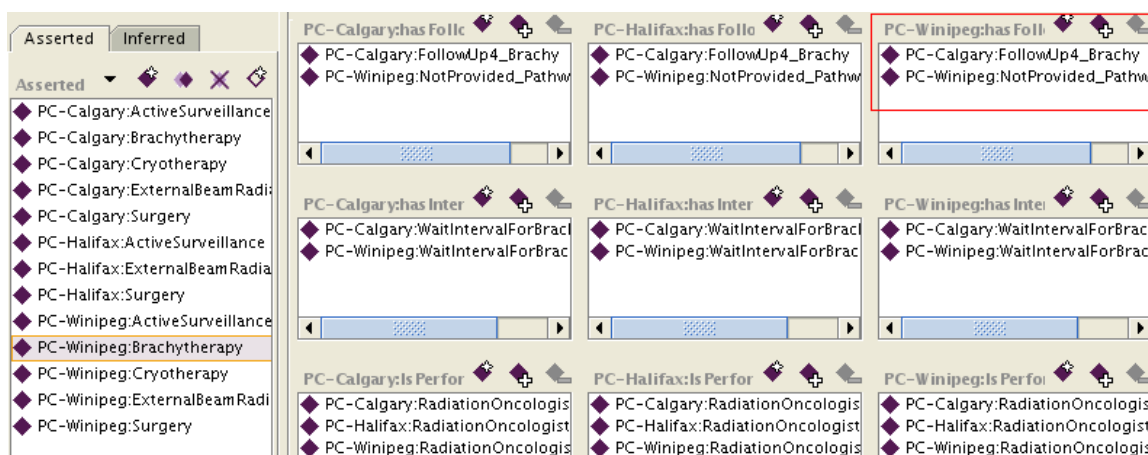 Asserted Inferred
Asserted
PC-Calgary:ActiveSurveillance
PC-Calgary:Brachytherapy
PC-Calgary:Cryotherapy
PC-Calgary:ExternalBeamRadi
PC-Calgary:Surgery
PC-Halifax:ActiveSurveillance
PC-Halifax:ExternalBeamRadia
PC-Halifax:Surgery
PC-Winipeg:ActiveSurveillance
PC-Winipeg:Brachytherapy
PC-Winipeg:Cryotherapy
PC-Winipeg:ExternalBeamRadi
PC-Winipeg:Surgery
PC-Calgary:has Follo
PC-Calgary:FollowUp4_Brachy
PC-Winipeg:NotProvided_Pathw
PC-Halifax:has Follo
PC-Calgary:FollowUp4_Brachy
PC-Winipeg:NotProvided_Pathw
PC-Winipeg:has Foll
PC-Calgary:FollowUp4_Brachy
PC-Winipeg:NotProvided_Pathw
PC-Calgary:has Inter
PC-Calgary:WaitIntervalForBrac
PC-Winipeg:WaitIntervalForBrac
PC-Halifax:has Inter
PC-Calgary:WaitIntervalForBrac
PC-Winipeg:WaitIntervalForBrac
PC-Winipeg:has Inte
PC-Calgary:WaitIntervalForBrac
PC-Winipeg:WaitIntervalForBrac
PC-Calgary:Is Perfor
PC-Calgary:RadiationOncologis
PC-Halifax:RadiationOncologist
PC-Winipeg:RadiationOncologis
PC-Halifax:Is Perfor
PC-Calgary:RadiationOncologis
PC-Halifax:RadiationOncologist
PC-Winipeg:RadiationOncologis
PC-Winipeg:Is Perfo
PC-Calgary:RadiationOncologis
PC-Halifax:RadiationOncologist
PC-Winipeg:RadiationOncologis